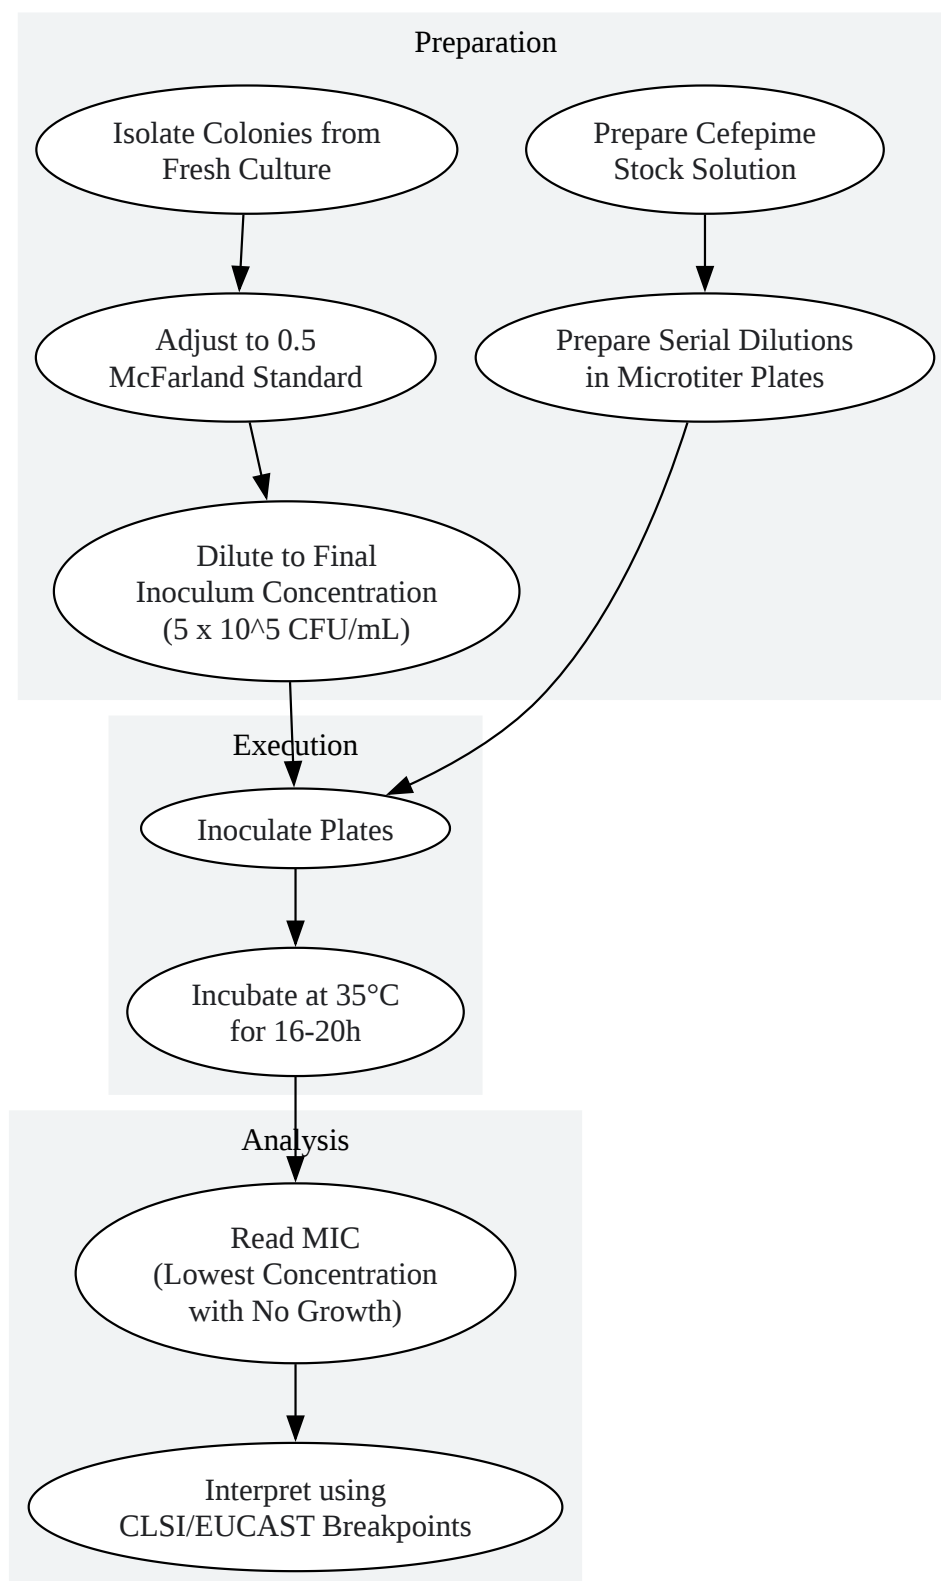 Preparation
Isolate Colonies from
Fresh Culture
Prepare Cefepime
Stock Solution
Adjust to 0.5
McFarland Standard
Prepare Serial Dilutions
in Microtiter Plates
Dilute to Final
Inoculum Concentration
(5 x 10^5 CFU/mL)
Execution
Inoculate Plates
Incubate at 35°C
for 16-20h
Analysis
Read MIC
(Lowest Concentration
with No Growth)
Interpret using
CLSI/EUCAST Breakpoints